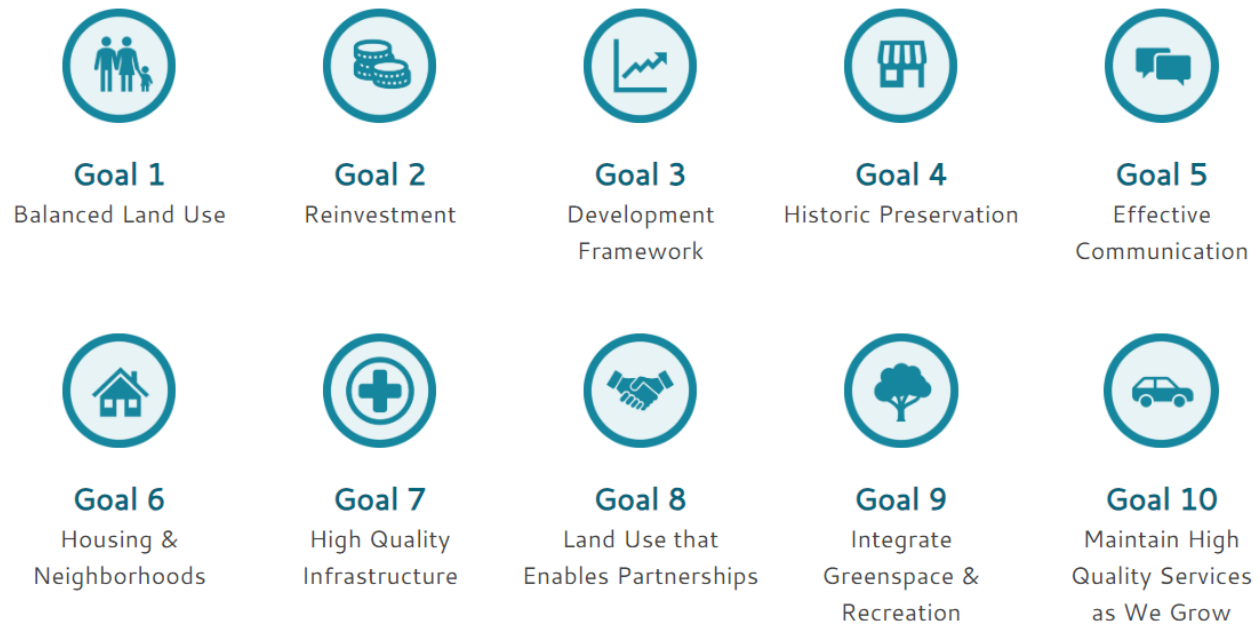 Goal 1
Balanced Land Use
Goal 2
Reinvestment
Goal 3
Development
Framework
Goal 4
Historic Preservation
Goal 5
Effective
Communication
Goal 6
Housing &
Neighborhoods
Goal 7
High Quality
Infrastructure
Goal 8
Land Use that
Enables Partnerships
Goal 9
Integrate
Greenspace &
Recreation
Goal 10
Maintain High
Quality Services
as We Grow